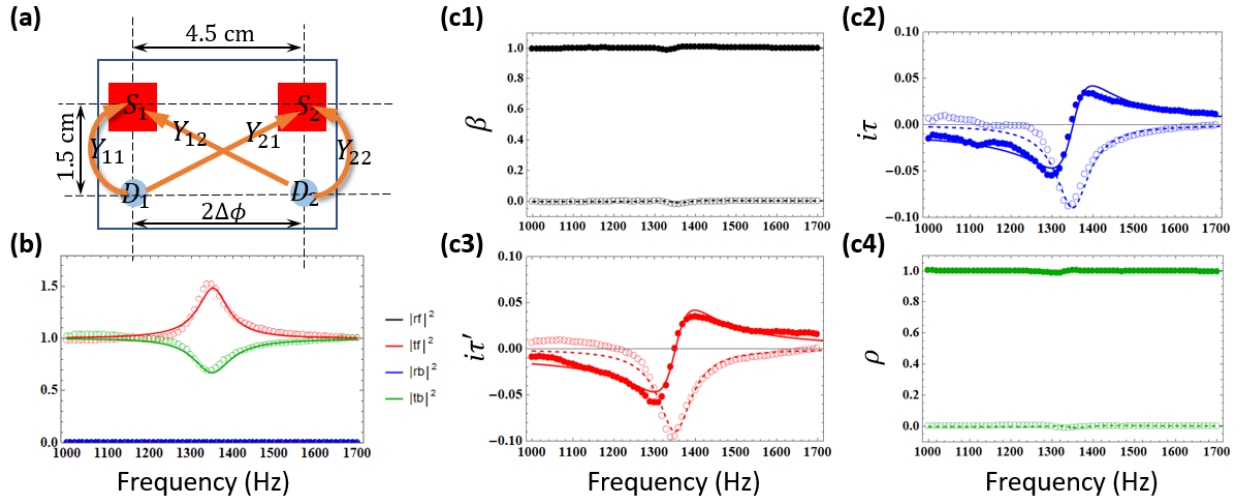 (a)
4.5 cm
1.5 cm
S₁
S₂
Y₁₁
Y₁₂
Y₂₁
Y₂₂
D₁
D₂
2Δϕ
(b)
1.5
1.0
0.5
0.0
1000 1100 1200 1300 1400 1500 1600 1700
Frequency (Hz)
|rf|²
|tf|²
|rb|²
|tb|²
(c1)
β
1.0
0.8
0.6
0.4
0.2
0.0
1000 1100 1200 1300 1400 1500 1600 1700
(c2)
iτ
0.10
0.05
0.00
−0.05
−0.10
1000 1100 1200 1300 1400 1500 1600 1700
(c3)
iτ′
0.10
0.05
0.00
−0.05
−0.10
1000 1100 1200 1300 1400 1500 1600 1700
Frequency (Hz)
(c4)
ρ
1.0
0.8
0.6
0.4
0.2
0.0
1000 1100 1200 1300 1400 1500 1600 1700
Frequency (Hz)